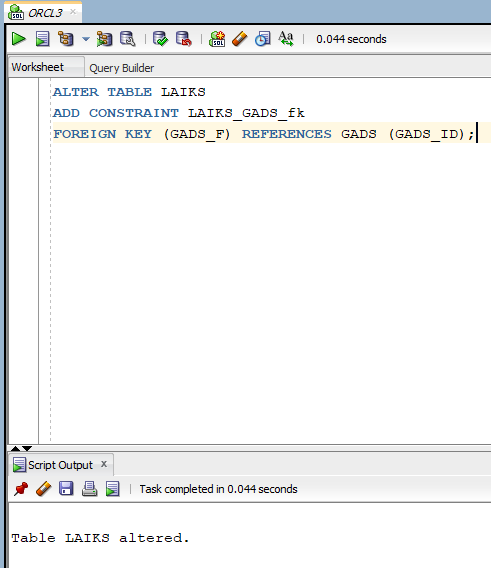 ORCL3
0.044 seconds
Worksheet
Query Builder
ALTER TABLE LAIKS
ADD CONSTRAINT LAIKS_GADS_fk
FOREIGN KEY (GADS_F) REFERENCES GADS (GADS_ID);
Script Output x
Task completed in 0.044 seconds
Table LAIKS altered.